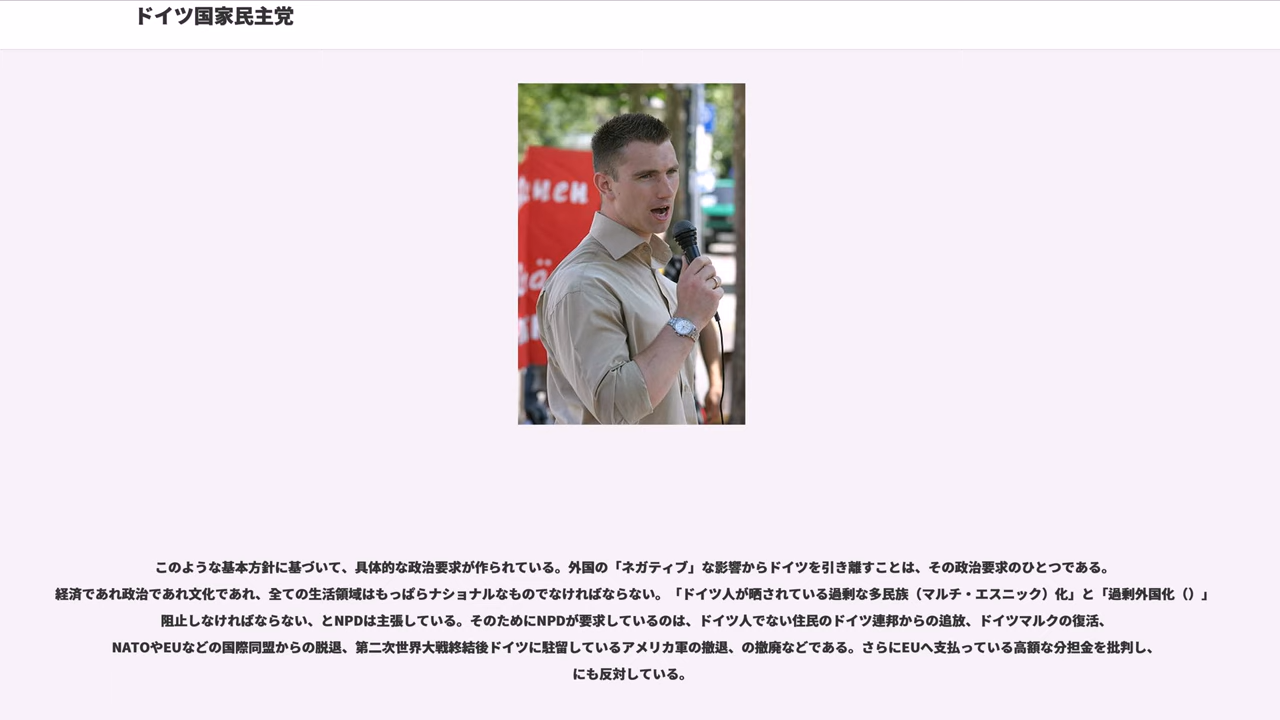 ドイツ国家民主党
nen
このような基本方針に基づいて、具体的な政治要求が作られている。外国の「ネガティブ」な影響からドイツを引き離すことは、その政治要求のひとつである。
経済であれ政治であれ文化であれ、全ての生活領域はもっぱらナショナルなものでなければならない。「ドイツ人が晒されている過剰な多民族（マルチ・エスニック）化」と「過剰外国化（）」
阻止しなければならない、とNPDは主張している。そのためにNPDが要求しているのは、ドイツ人でない住民のドイツ連邦からの追放、ドイツマルクの復活、
NATOやEUなどの国際同盟からの脱退、第二次世界大戦終結後ドイツに駐留しているアメリカ軍の撤退、の撤廃などである。さらにEUへ支払っている高額な分担金を批判し、
にも反対している。